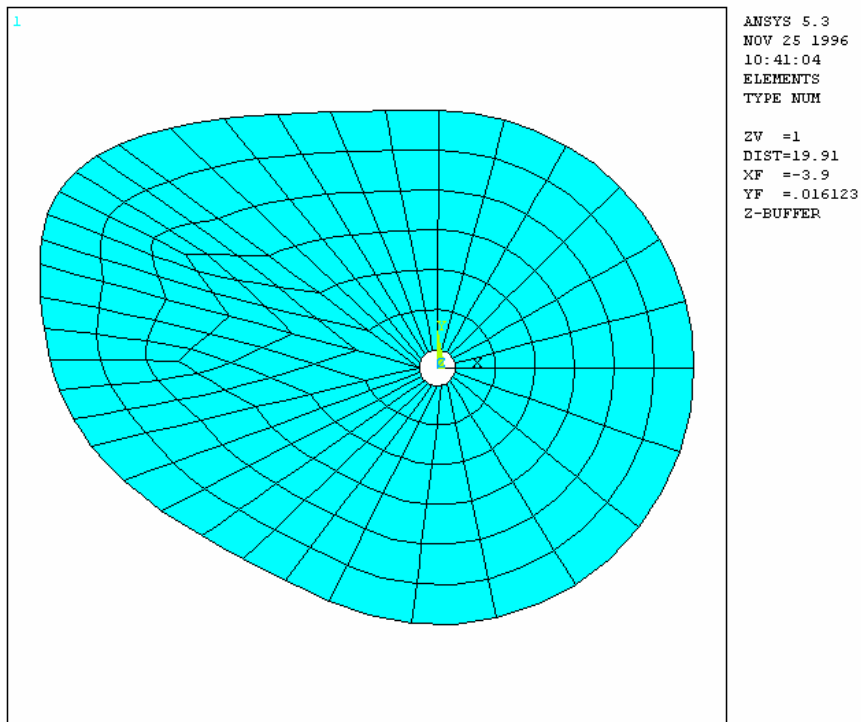 1
ANSYS 5.3
NOV 25 1996
10:41:04
ELEMENTS
TYPE NUM
ZV =1
DIST=19.91
XF =-3.9
YF =.016123
Z-BUFFER
Y
Z X